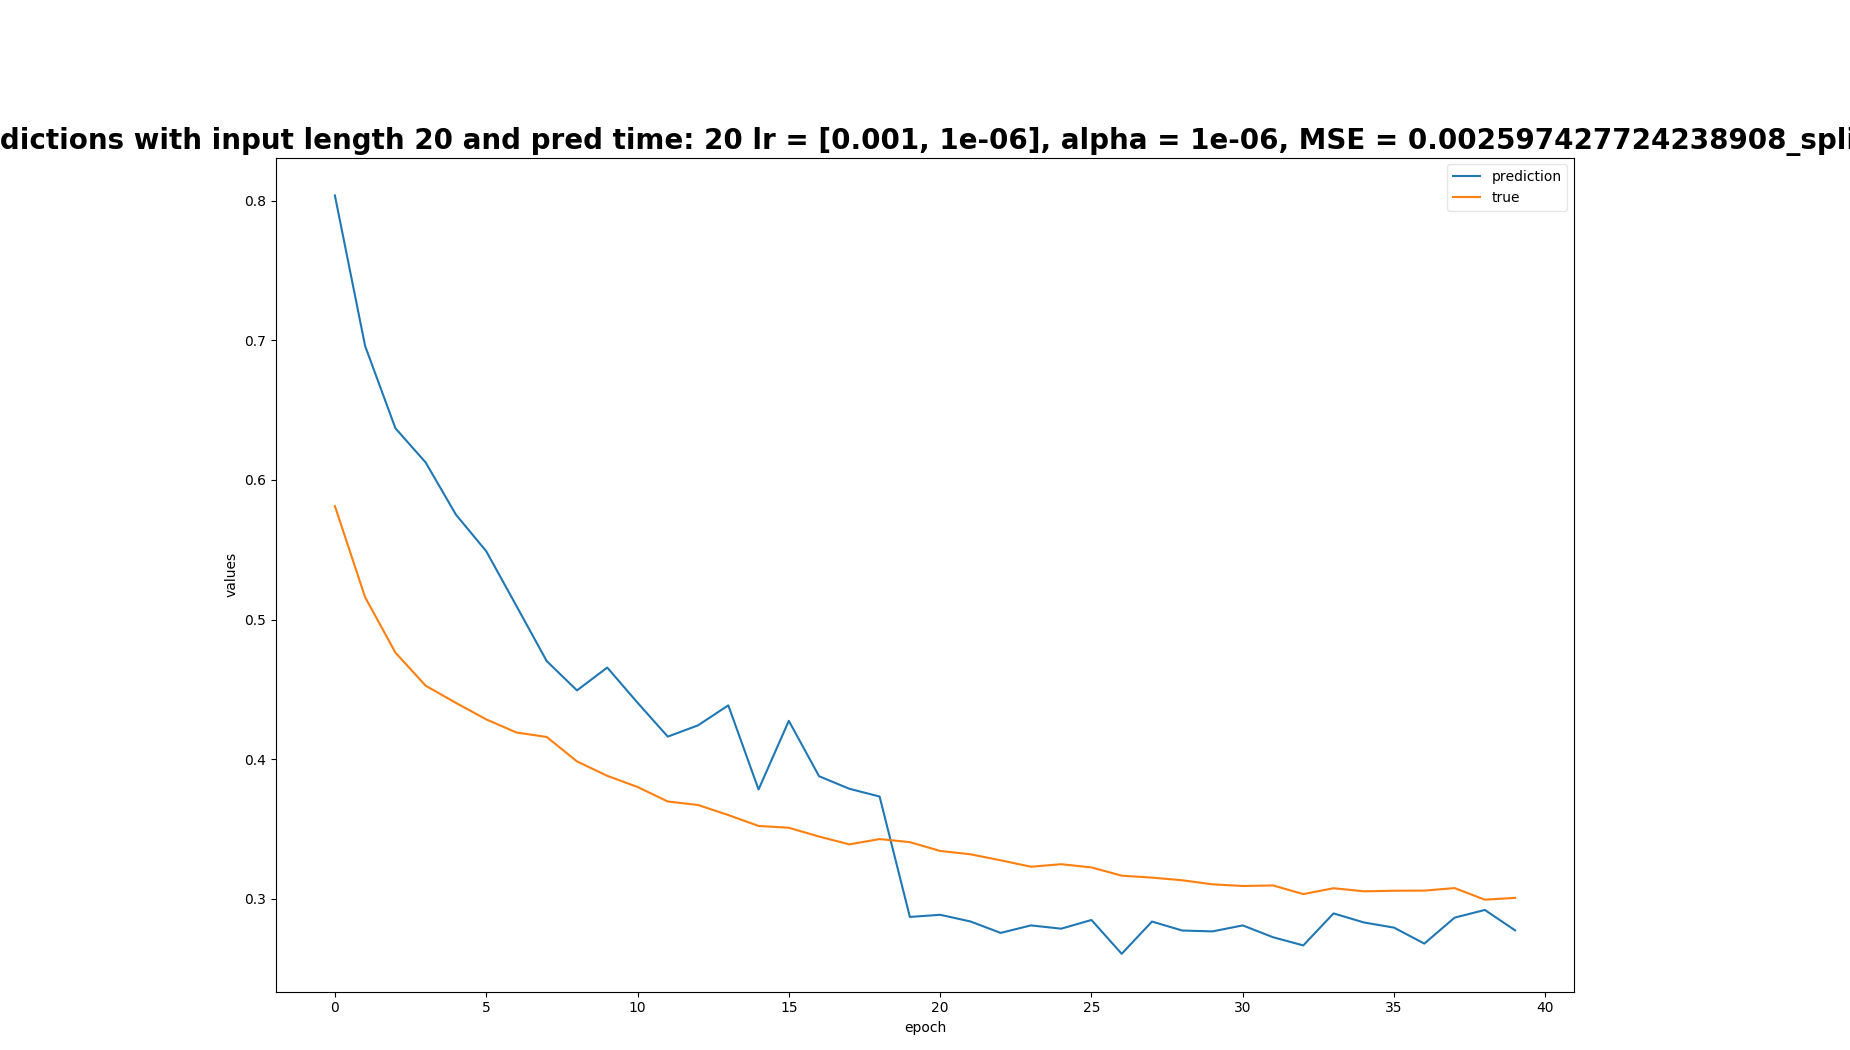 dictions with input length 20 and pred time: 20 lr = [0.001, 1e-06], alpha = 1e-06, MSE = 0.002597427724238908_spli
prediction
true
0.8
0.7
0.6
0.5
0.4
0.3
values
0 5 10 15 20 25 30 35 40
epoch